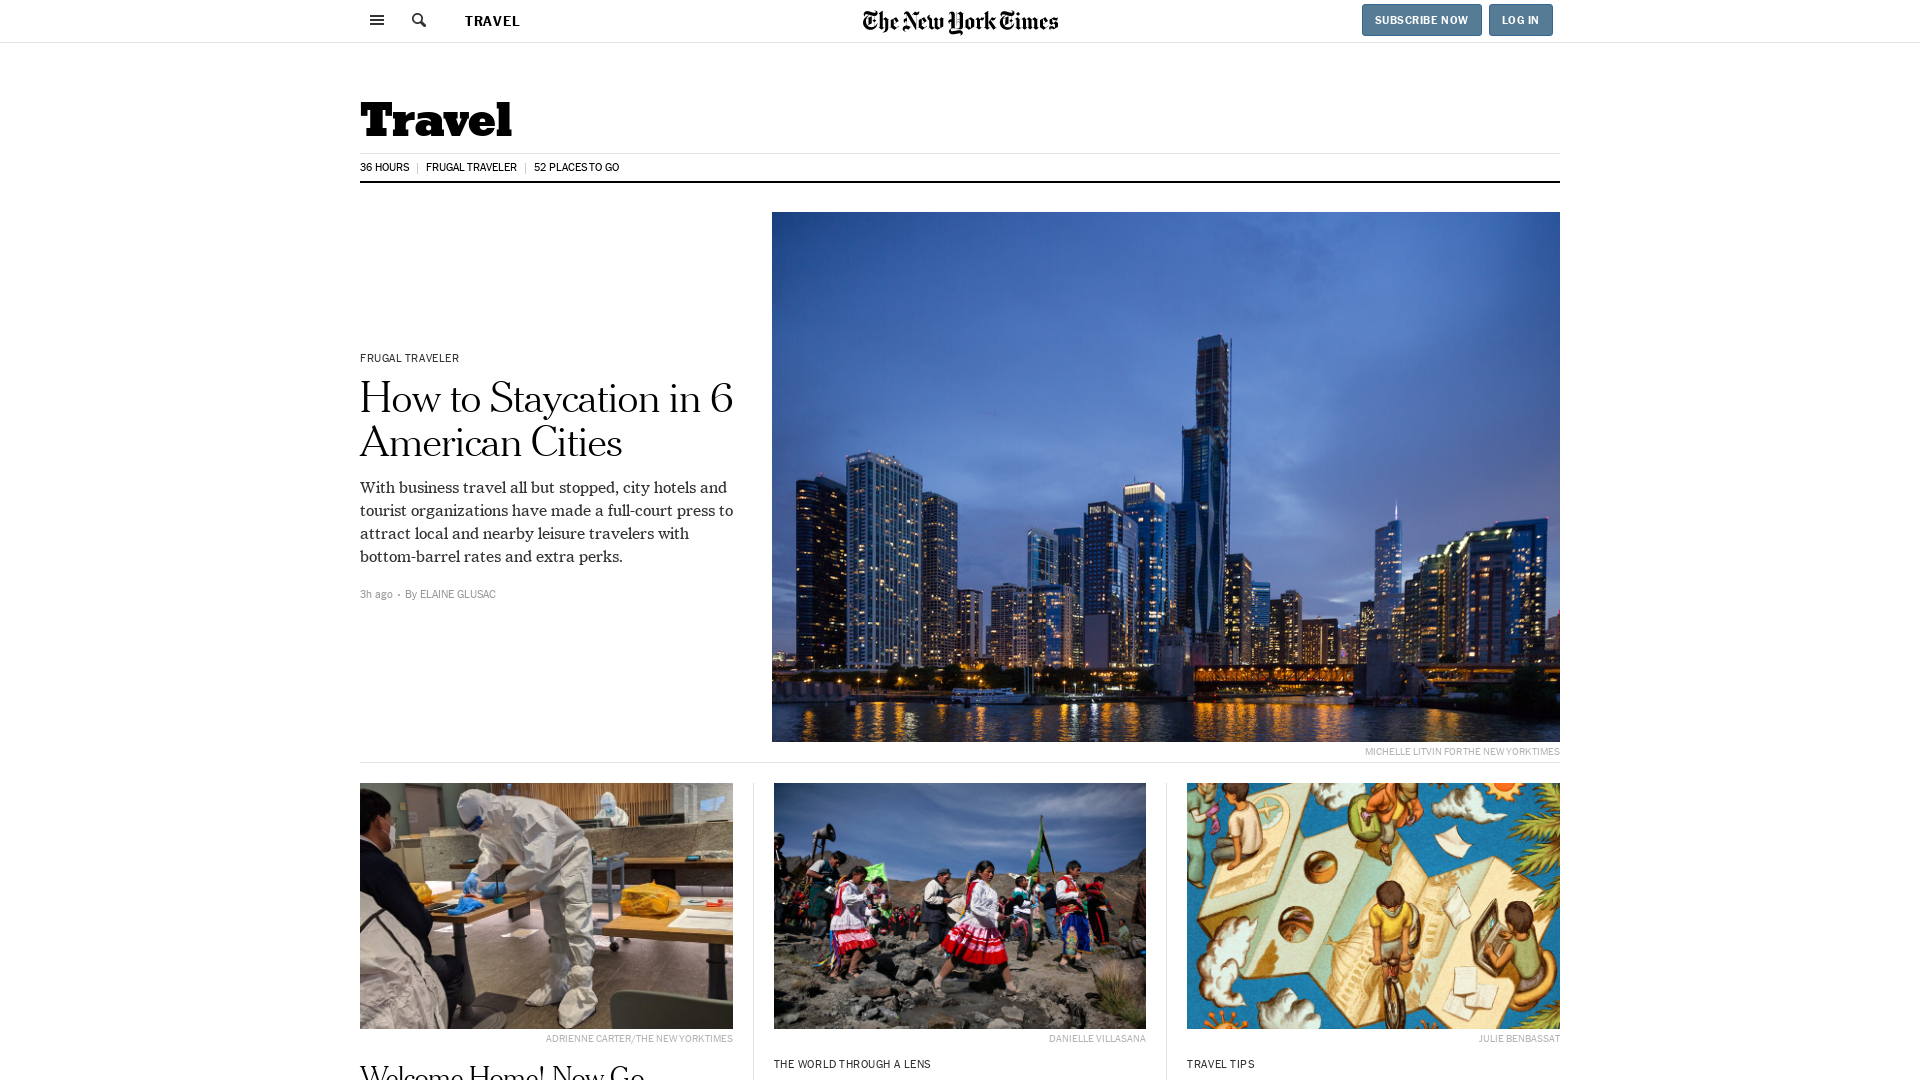 TRAVEL
The New York Times
SUBSCRIBE NOW
LOG IN
Travel
36 HOURS
FRUGAL TRAVELER
52 PLACES TO GO
FRUGAL TRAVELER
How to Staycation in 6
American Cities
With business travel all but stopped, city hotels and
tourist organizations have made a full-court press to
attract local and nearby leisure travelers with
bottom-barrel rates and extra perks.
3h ago • By ELAINE GLUSAC
MICHELLE LITVIN FOR THE NEW YORK TIMES
ADRIENNE CARTER/THE NEW YORK TIMES
Welcome Home! Now Go
DANIELLE VILLASANA
THE WORLD THROUGH A LENS
JULIE BENBASSAT
TRAVEL TIPS